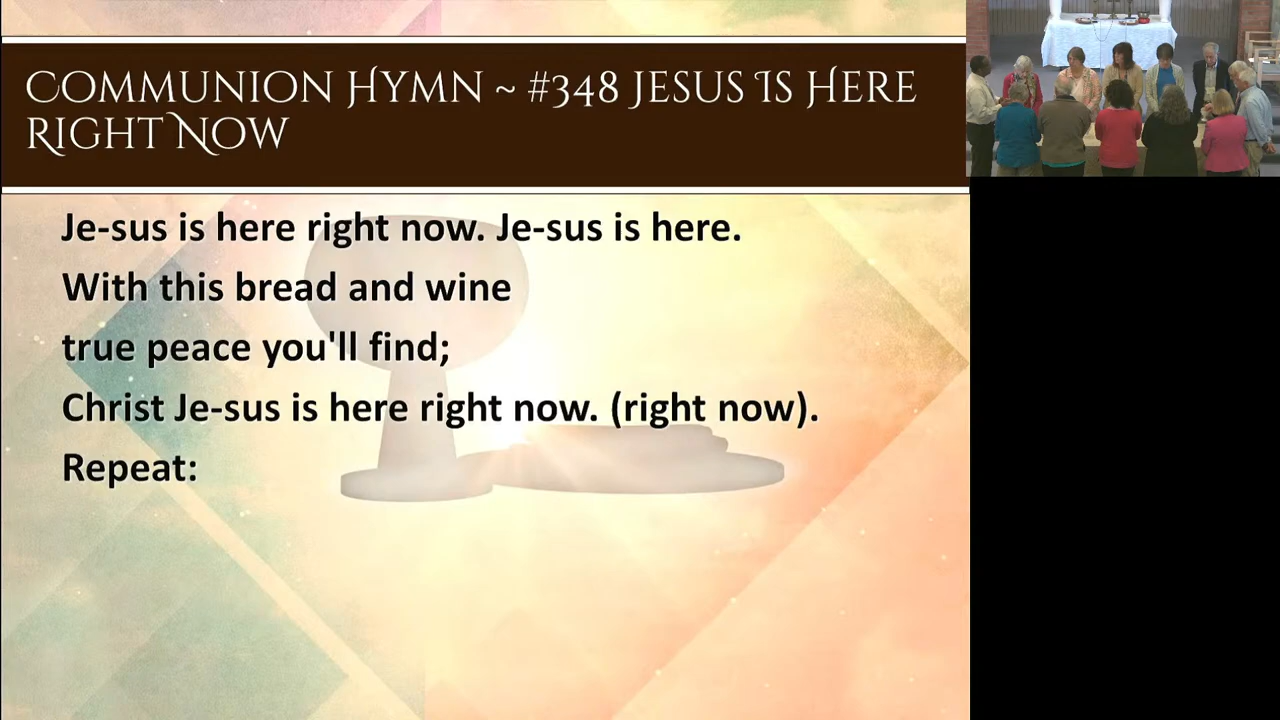 Communion Hymn ~ #348 Jesus Is Here
Right Now
Je-sus is here right now. Je-sus is here.
With this bread and wine
true peace you'll find;
Christ Je-sus is here right now. (right now).
Repeat: